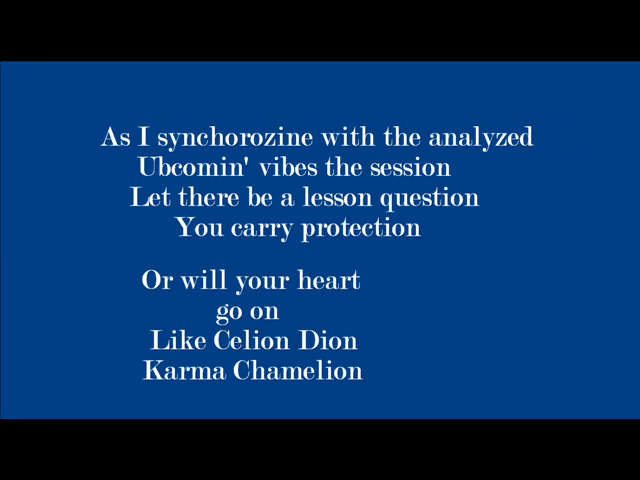 As I synchorozine with the analyzed
Ubcomin' vibes the session
Let there be a lesson question
You carry protection
Or will your heart
go on
Like Celion Dion
Karma Chamelion